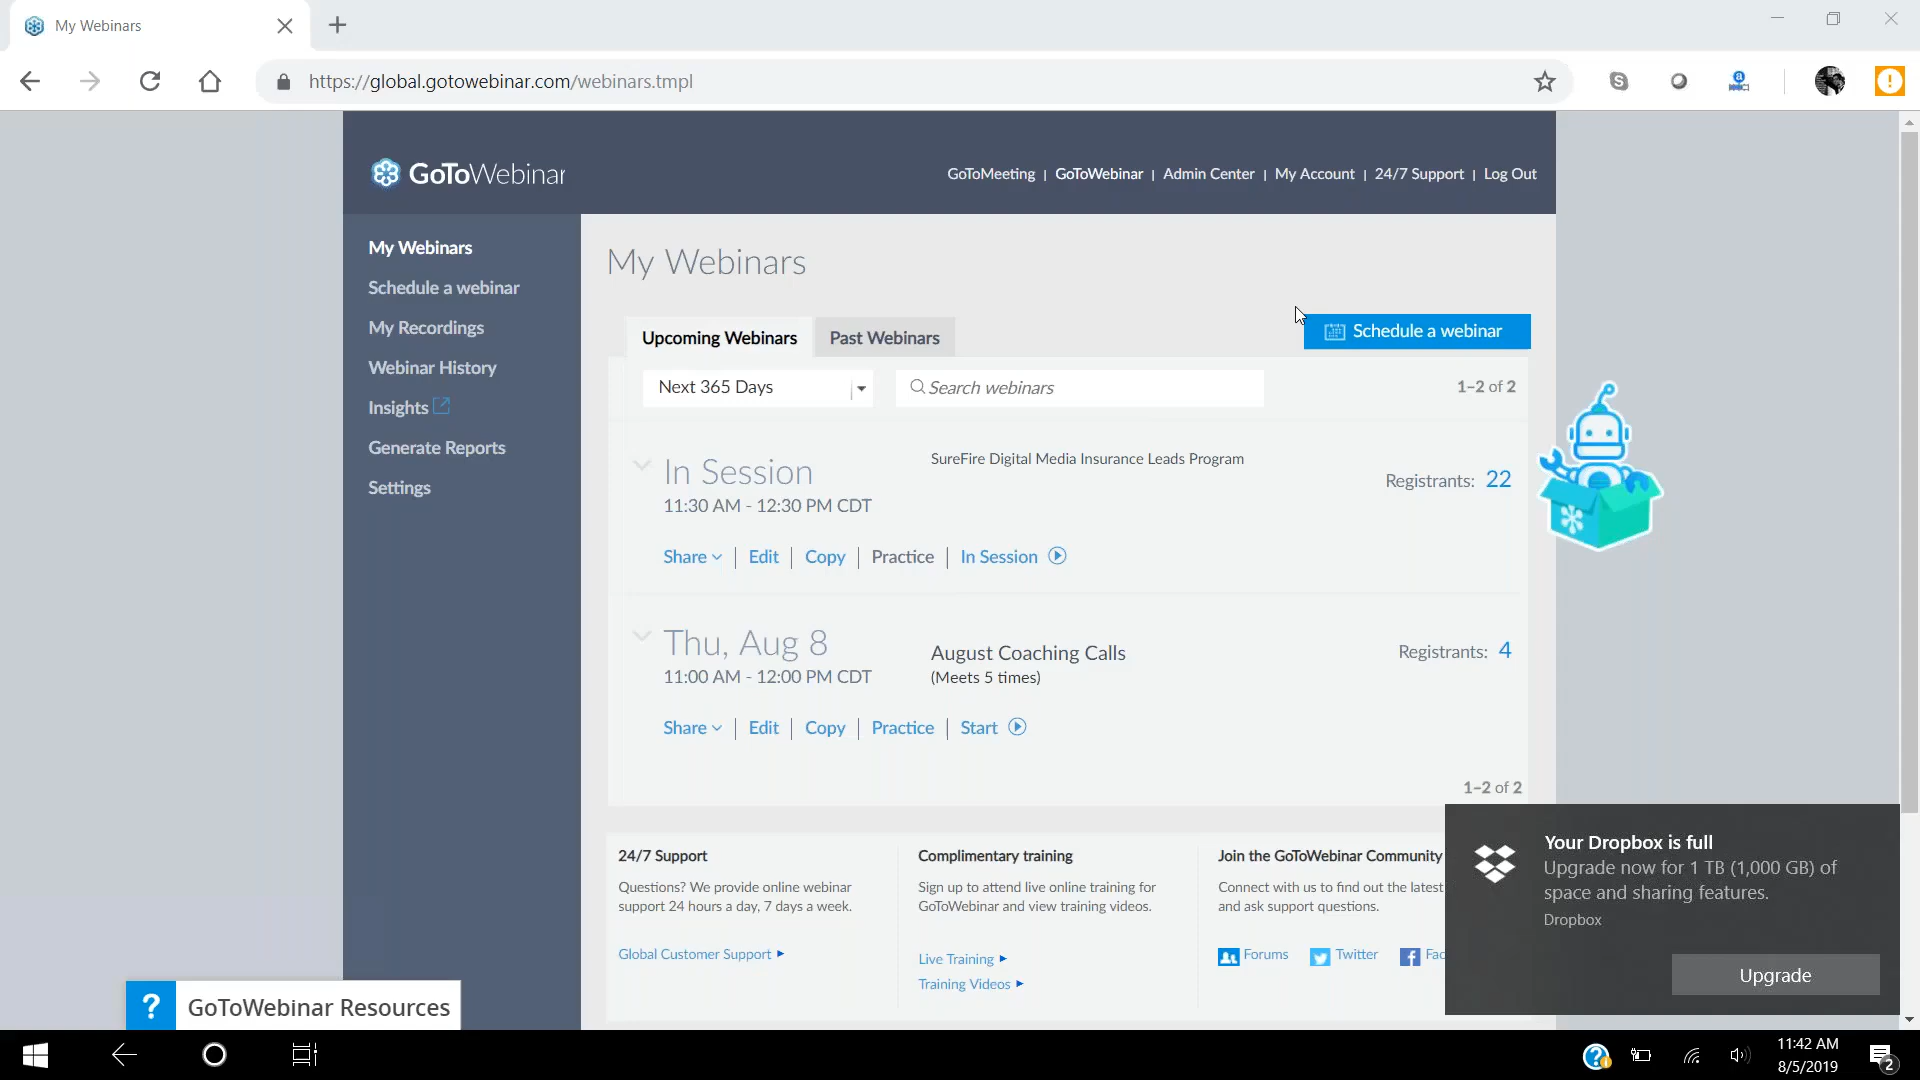 My Webinars
https://global.gotowebinar.com/webinars.tmpl
GoToWebinar
GoToMeeting | GoToWebinar | Admin Center | My Account | 24/7 Support | Log Out
My Webinars
Schedule a webinar
My Recordings
Webinar History
Insights
Generate Reports
Settings
My Webinars
Upcoming Webinars
Past Webinars
Schedule a webinar
Next 365 Days
Search webinars
1–2 of 2
In Session
11:30 AM - 12:30 PM CDT
SureFire Digital Media Insurance Leads Program
Registrants: 22
Share | Edit | Copy | Practice | In Session
Thu, Aug 8
11:00 AM - 12:00 PM CDT
August Coaching Calls
(Meets 5 times)
Registrants: 4
Share | Edit | Copy | Practice | Start
1–2 of 2
24/7 Support
Questions? We provide online webinar
support 24 hours a day, 7 days a week.
Global Customer Support
Complimentary training
Sign up to attend live online training for
GoToWebinar and view training videos.
Live Training
Training Videos
Join the GoToWebinar Community
Connect with us to find out the latest
and ask support questions.
Forums
Twitter
Fac
Your Dropbox is full
Upgrade now for 1 TB (1,000 GB) of
space and sharing features.
Dropbox
Upgrade
? GoToWebinar Resources
11:42 AM
8/5/2019
2